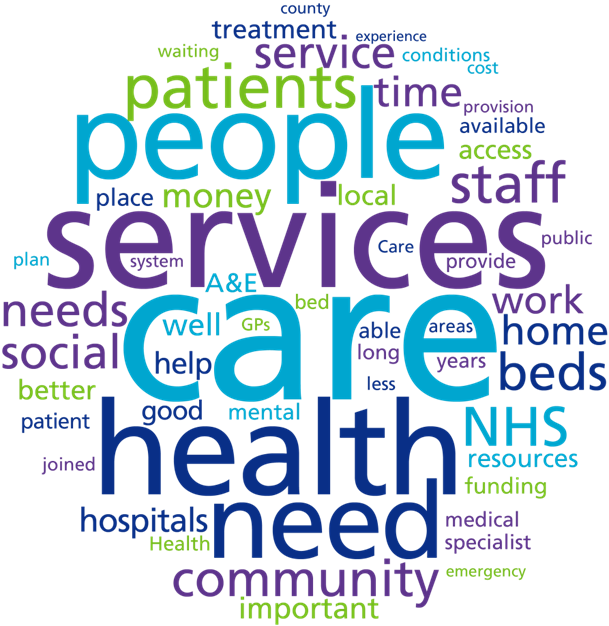 county
treatment
experience
waiting
service
conditions
cost
patients
time
people
provision
available
access
staff
place
money
local
services
public
Care
plan
system
provide
A&E
care
bed
needs
well
GPs
able
areas
work
home
social
help
long
years
beds
less
better
good
mental
patient
health
NHS
joined
resources
funding
hospitals
need
medical
Health
specialist
community
emergency
important